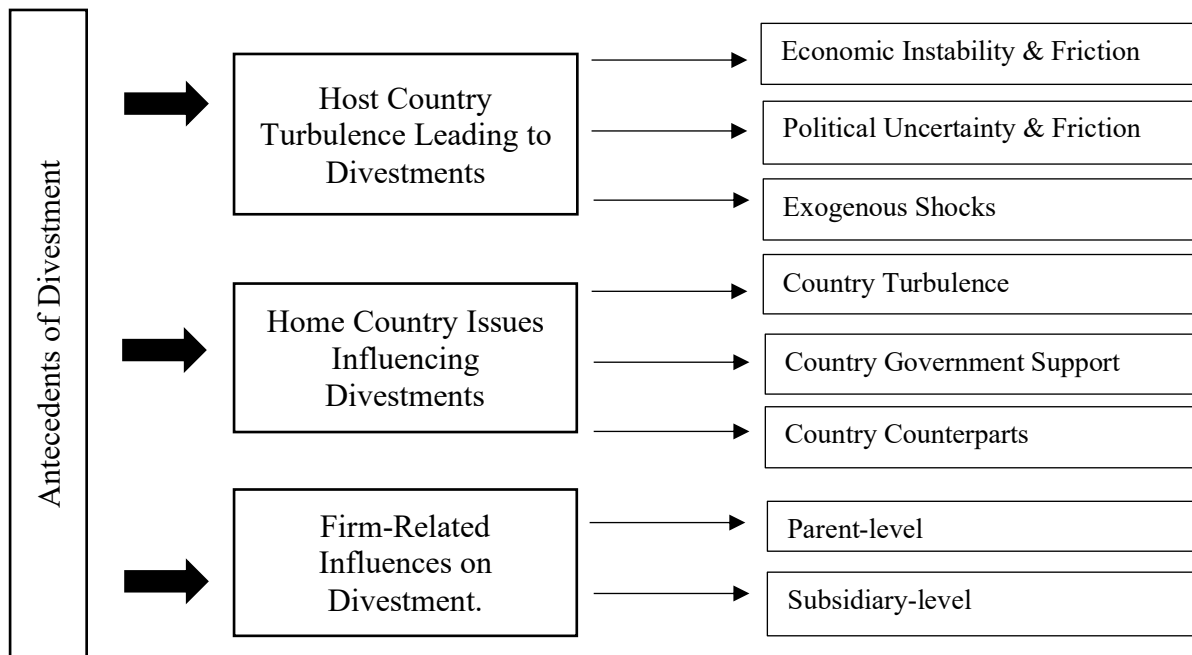 Antecedents of Divestment
Host Country
Turbulence Leading to
Divestments
Economic Instability & Friction
Political Uncertainty & Friction
Exogenous Shocks
Home Country Issues
Influencing
Divestments
Country Turbulence
Country Government Support
Country Counterparts
Firm-Related
Influences on
Divestment.
Parent-level
Subsidiary-level